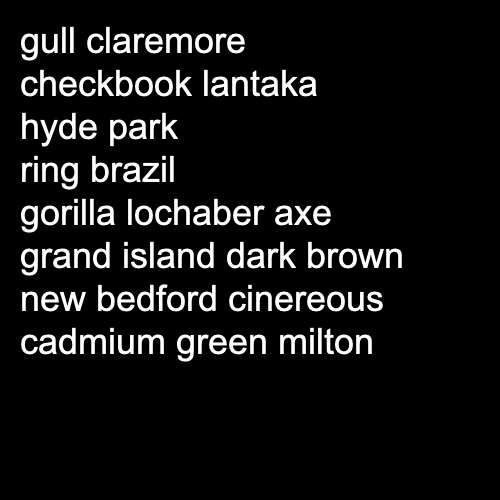 gull claremore
checkbook lantaka
hyde park
ring brazil
gorilla lochaber axe
grand island dark brown
new bedford cinereous
cadmium green milton